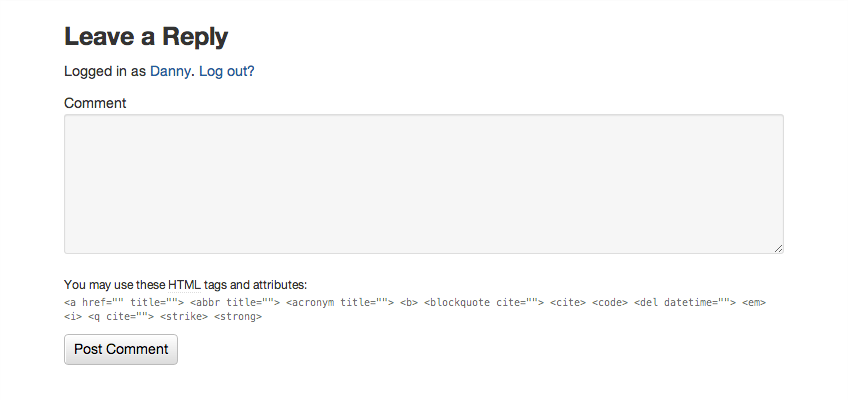 Leave a Reply
Logged in as Danny. Log out?
Comment
You may use these HTML tags and attributes:
<a href="" title=""> <abbr title=""> <acronym title=""> <b> <blockquote cite=""> <cite> <code> <del datetime=""> <em>
<i> <q cite=""> <strike> <strong>
Post Comment